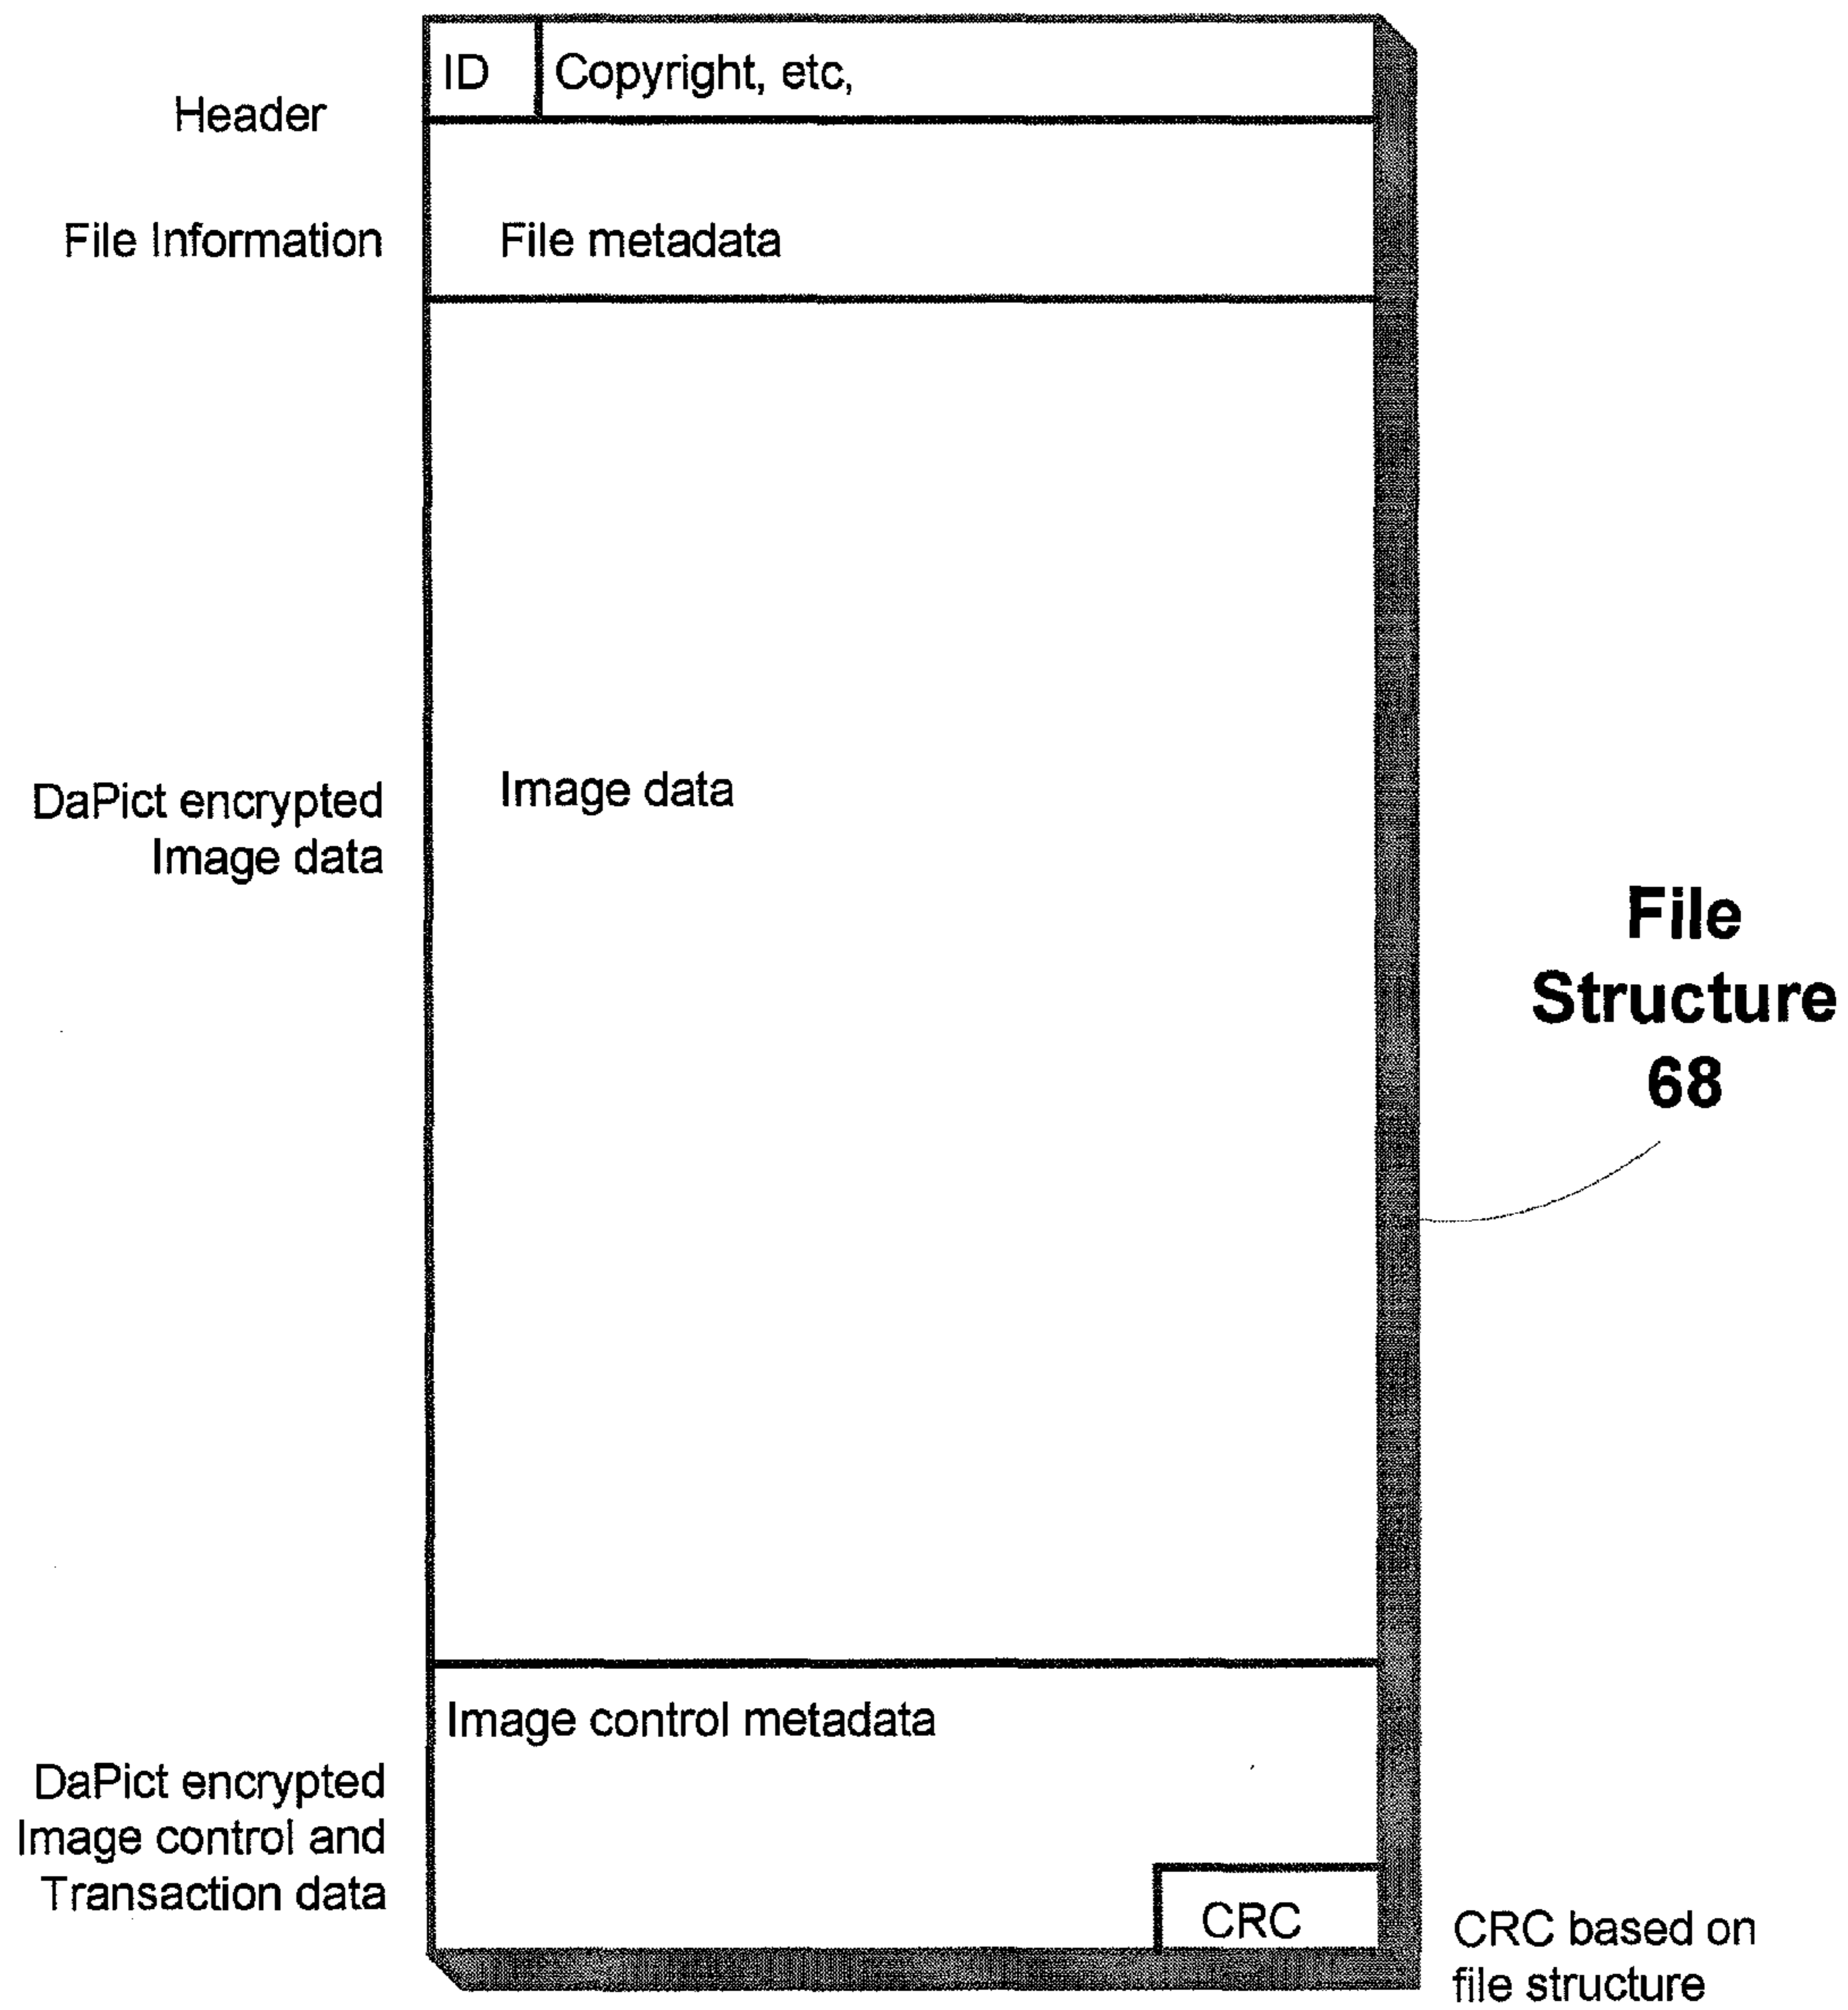 ID
Copyright, etc,
Header
File Information
File metadata
DaPict encrypted
Image data
Image data
File
Structure
68
Image control metadata
DaPict encrypted
Image control and
Transaction data
CRC
CRC based on
file structure